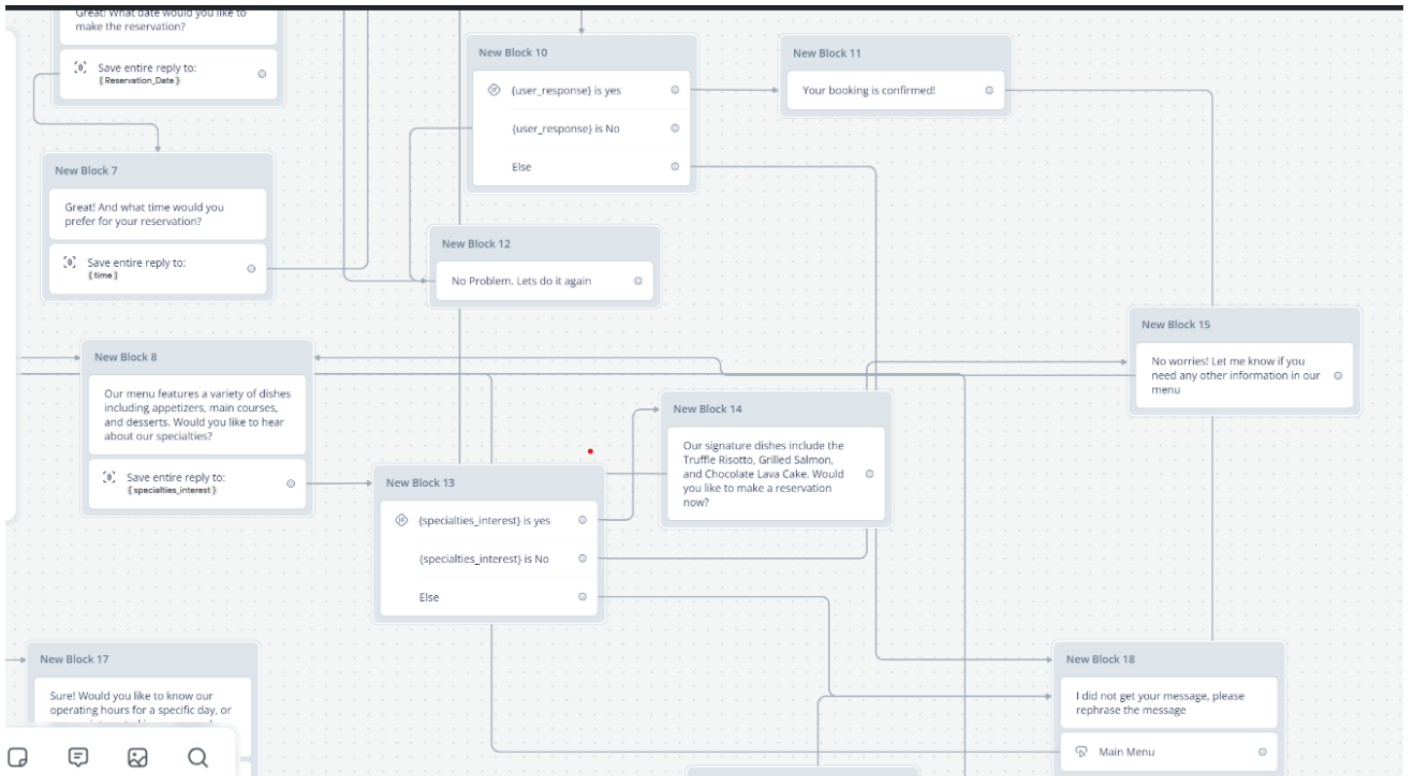 Great! What date would you like to
make the reservation?
Save entire reply to:
{Reservation_Date}
New Block 7
Great! And what time would you
prefer for your reservation?
Save entire reply to:
{time}
New Block 8
Our menu features a variety of dishes
including appetizers, main courses,
and desserts. Would you like to hear
about our specialties?
Save entire reply to:
{specialties_interest}
New Block 10
{user_response} is yes
{user_response} is No
Else
New Block 11
Your booking is confirmed!
New Block 12
No Problem. Lets do it again
New Block 13
{specialties_interest} is yes
{specialties_interest} is No
Else
New Block 14
Our signature dishes include the
Truffle Risotto, Grilled Salmon,
and Chocolate Lava Cake. Would
you like to make a reservation
now?
New Block 15
No worries! Let me know if you
need any other information in our
menu
New Block 17
Sure! Would you like to know our
operating hours for a specific day, or
New Block 18
I did not get your message, please
rephrase the message
Main Menu